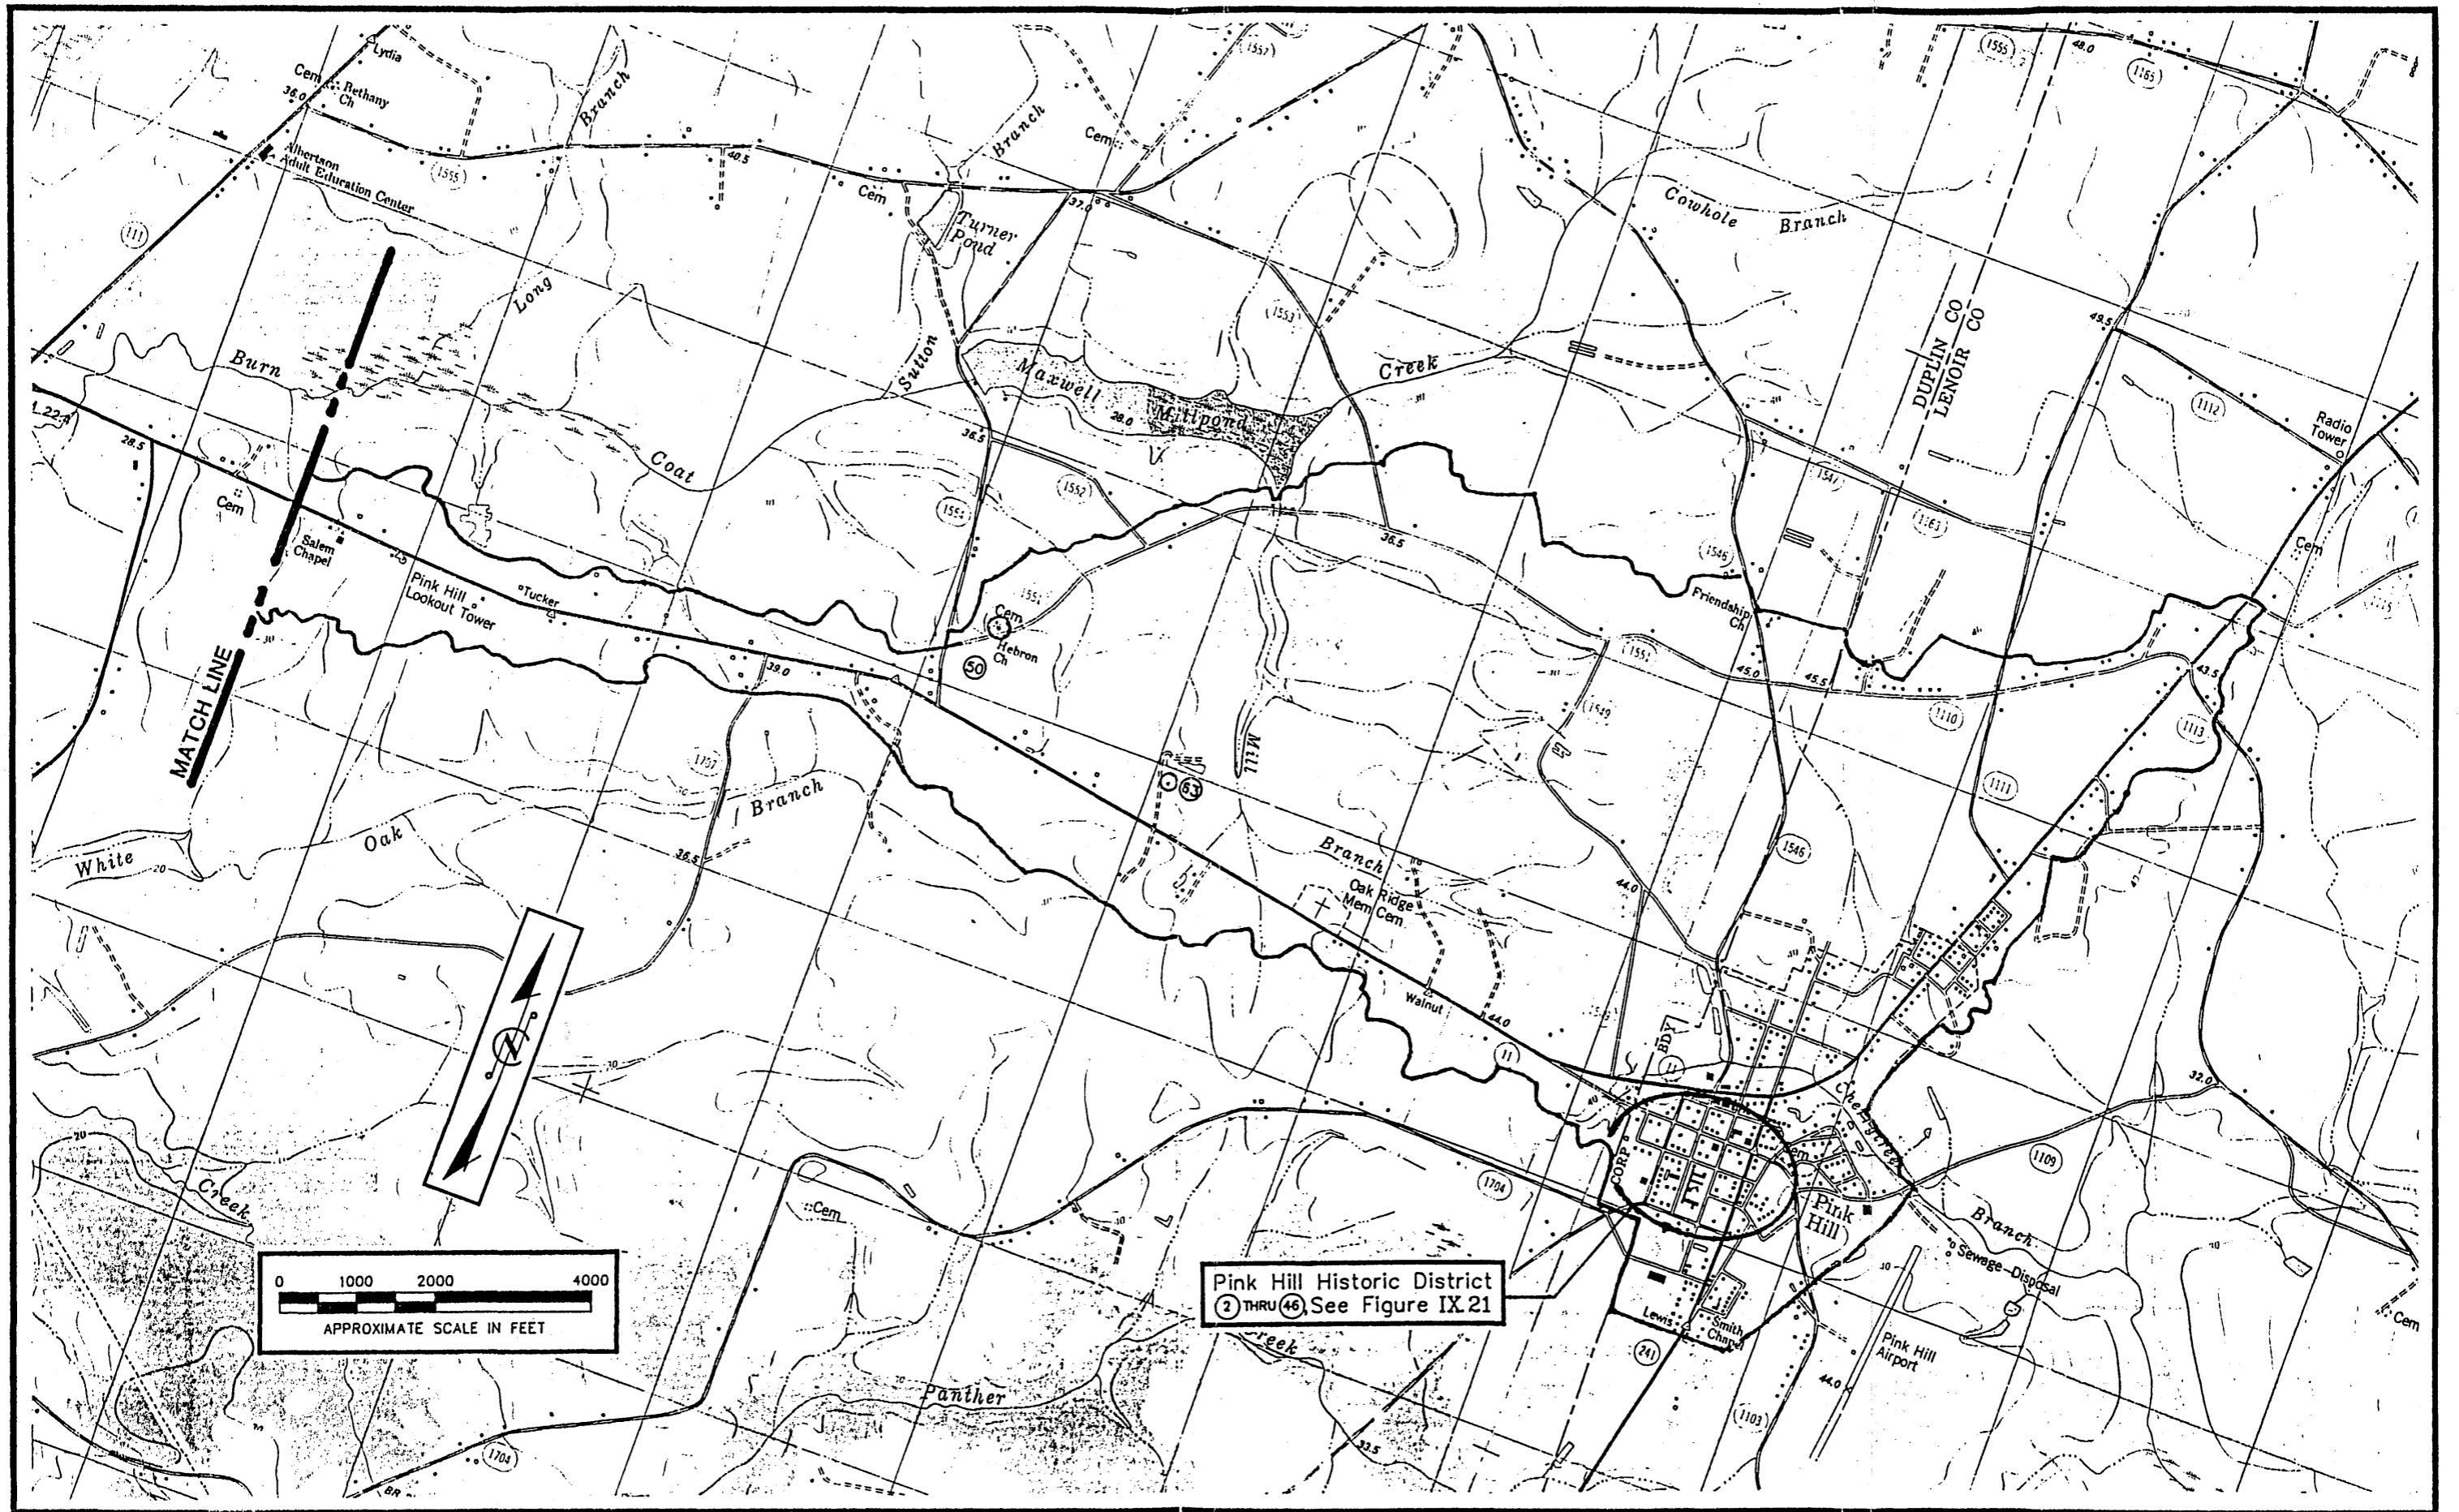 Lydia
Cem
Bethany
Ch
36.0
Albertson
Adult Education Center
1555
111
Branch
40.5
Branch
Cem
Cem
1557
37.0
Turner
Pond
1553
Cowhole
Branch
1555
48.0
1165
DUPLIN CO
LENOIR CO
49.5
1112
Radio
Tower
Burn
Long
Sutton
Maxwell
28.0
Millpond
Creek
Coat
28.5
Cem
Salem
Chapel
Pink Hill
Lookout Tower
Tucker
36.5
1552
1554
1551
Cem
Hebron
Ch
50
36.5
1547
1163
1546
Friendship
Ch
Cem
MATCH LINE
39.0
1551
45.0
45.5
1110
43.5
1113
1549
1111
1707
Branch
Oak
White
20
36.5
63
Mill
Branch
Oak Ridge
Mem Cem
44.0
1546
Walnut
44.0
11
BDY
11
N
Creek
20
Cem
1704
CORP
Pink
Hill
1109
32.0
Branch
Sewage Disposal
0 1000 2000 4000
APPROXIMATE SCALE IN FEET
Pink Hill Historic District
2 THRU 46, See Figure IX.21
Lewis
Smith
Chapel
241
Pink Hill
Airport
44.0
1103
Cem
Panther
33.5
1704
BR